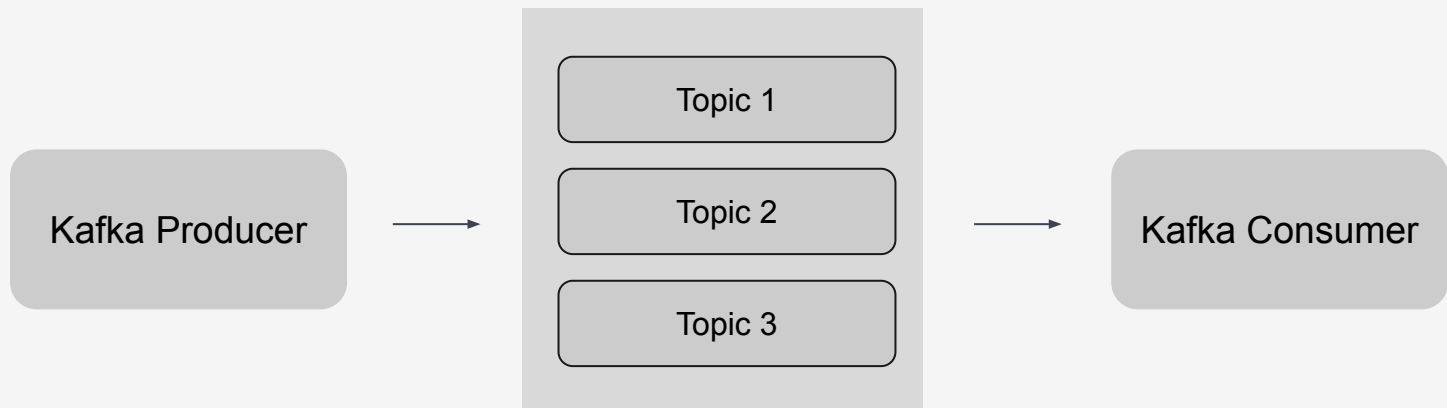 Kafka Producer
Topic 1
Topic 2
Topic 3
Kafka Consumer